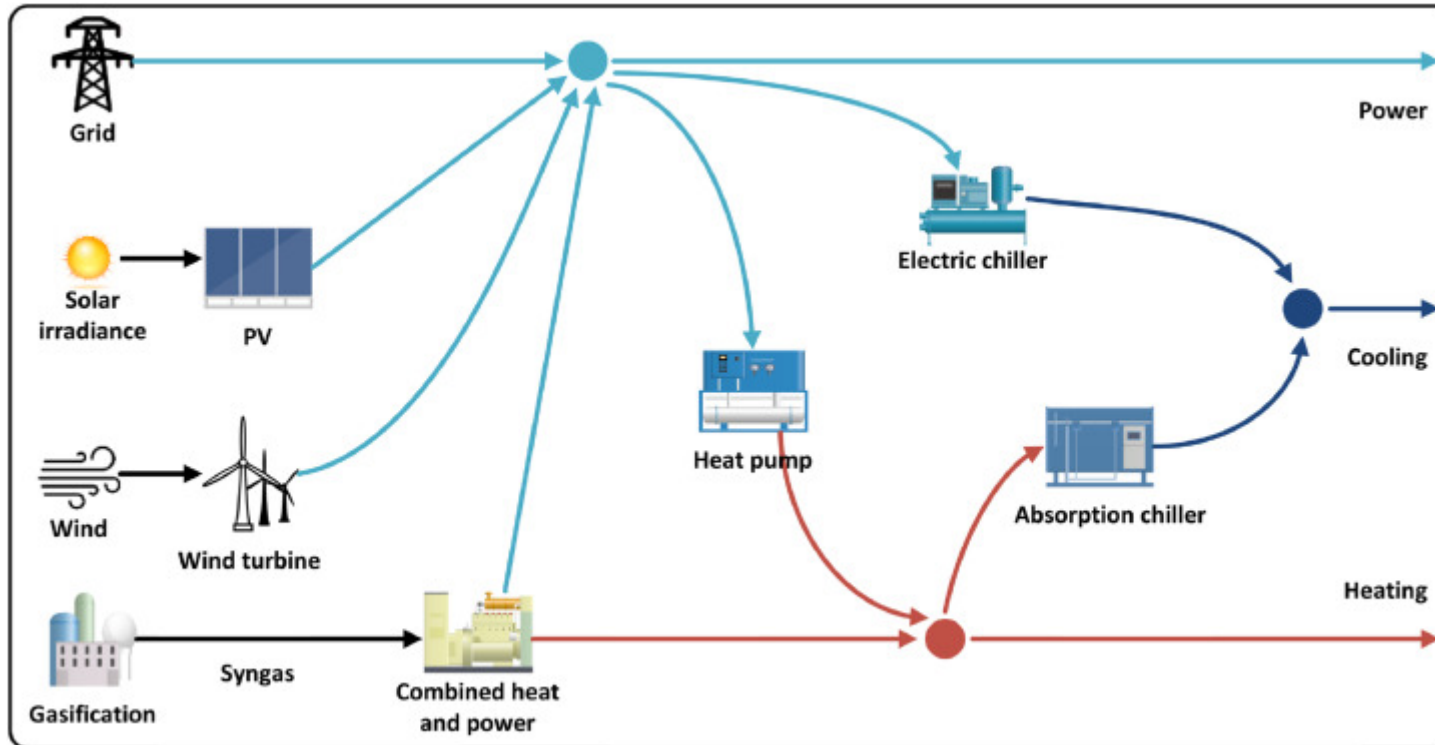 Grid
Power
Solar
irradiance
PV
Electric chiller
Cooling
Heat pump
Wind
Wind turbine
Absorption chiller
Heating
Gasification
Syngas
Combined heat
and power